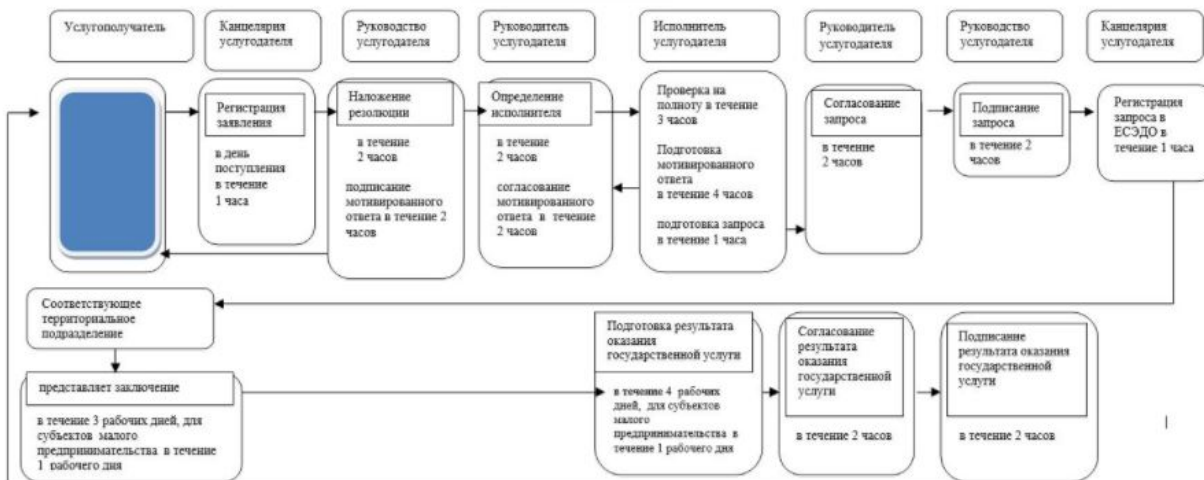 Услугополучатель
Канцелярия
услугодателя
Руководство
услугодателя
Руководитель
услугодателя
Исполнитель
услугодателя
Руководитель
услугодателя
Руководство
услугодателя
Канцелярия
услугодателя
Регистрация
заявления
в день
поступления
в течение
1 часа
Наложение
резолюции
в течение
2 часов
подписание
мотивированного
ответа в течение 2
часов
Определение
исполнителя
в течение
2 часов
согласование
мотивированного
ответа в течение
2 часов
Проверка на
полноту в течение
3 часов
Подготовка
мотивированного
ответа
в течение 4 часов
подготовка запроса
в течение 1 часа
Согласование
запроса
в течение
2 часов
Подписание
запроса
в течение 2
часов
Регистрация
запроса в
ЕСЭДО в
течение 1 часа
Соответствующее
территориальное
подразделение
представляет заключение
в течение 3 рабочих дней, для
субъектов малого
предпринимательства в течение
1 рабочего дня
Подготовка результата
оказания
государственной услуги
в течение 4 рабочих
дней, для субъектов
малого
предпринимательства в
течение 1 рабочего дня
Согласование
результата
оказания
государственной
услуги
в течение 2 часов
Подписание
результата оказания
государственной
услуги
в течение 2 часов